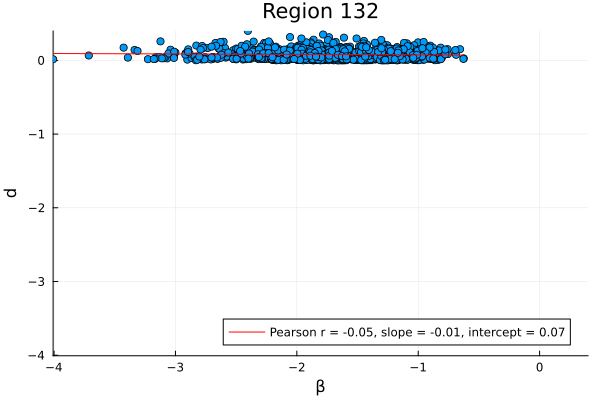 Region 132
d
0
−1
−2
−3
−4
Pearson r = -0.05, slope = -0.01, intercept = 0.07
−4 −3 −2 −1 0
β